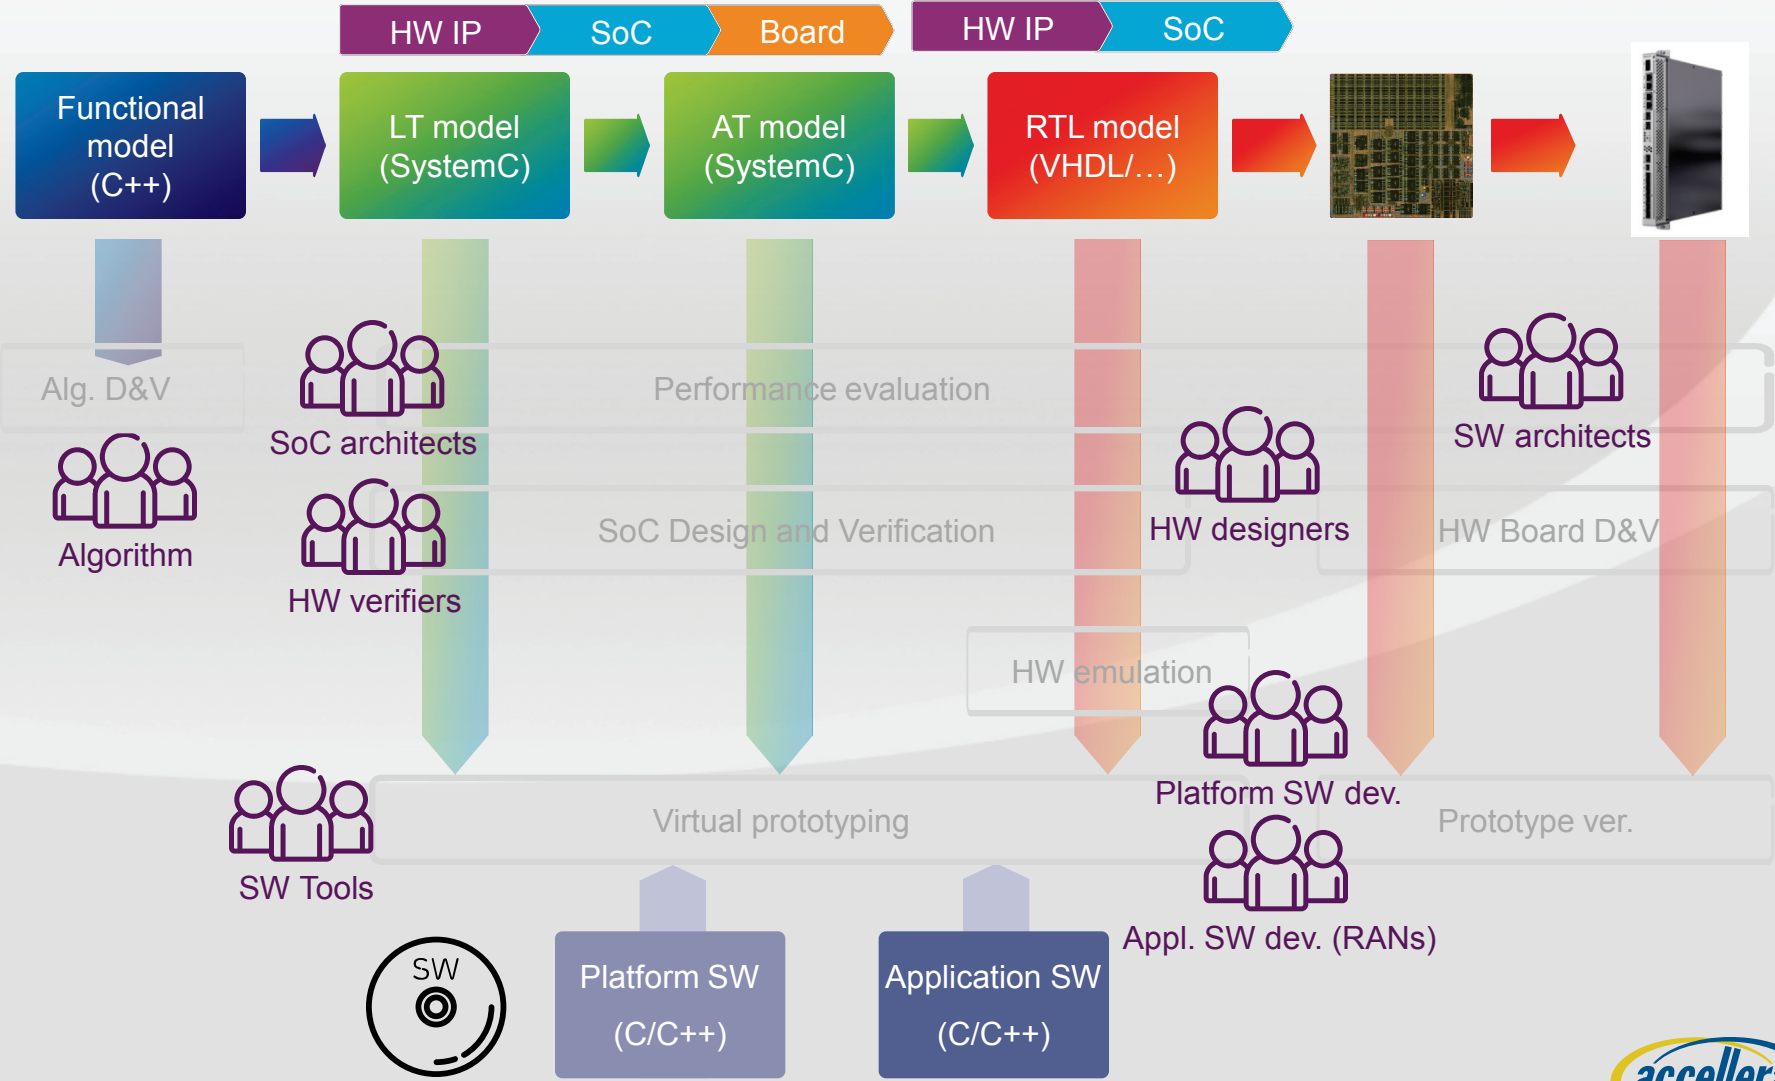 HW IP
SoC
Board
HW IP
SoC
Functional
model
(C++)
LT model
(SystemC)
AT model
(SystemC)
RTL model
(VHDL/…)
Alg. D&V
Performance evaluation
SoC architects
SW architects
Algorithm
SoC Design and Verification
HW designers
HW Board D&V
HW verifiers
HW emulation
Platform SW dev.
SW Tools
Virtual prototyping
Prototype ver.
Appl. SW dev. (RANs)
SW
Platform SW
(C/C++)
Application SW
(C/C++)